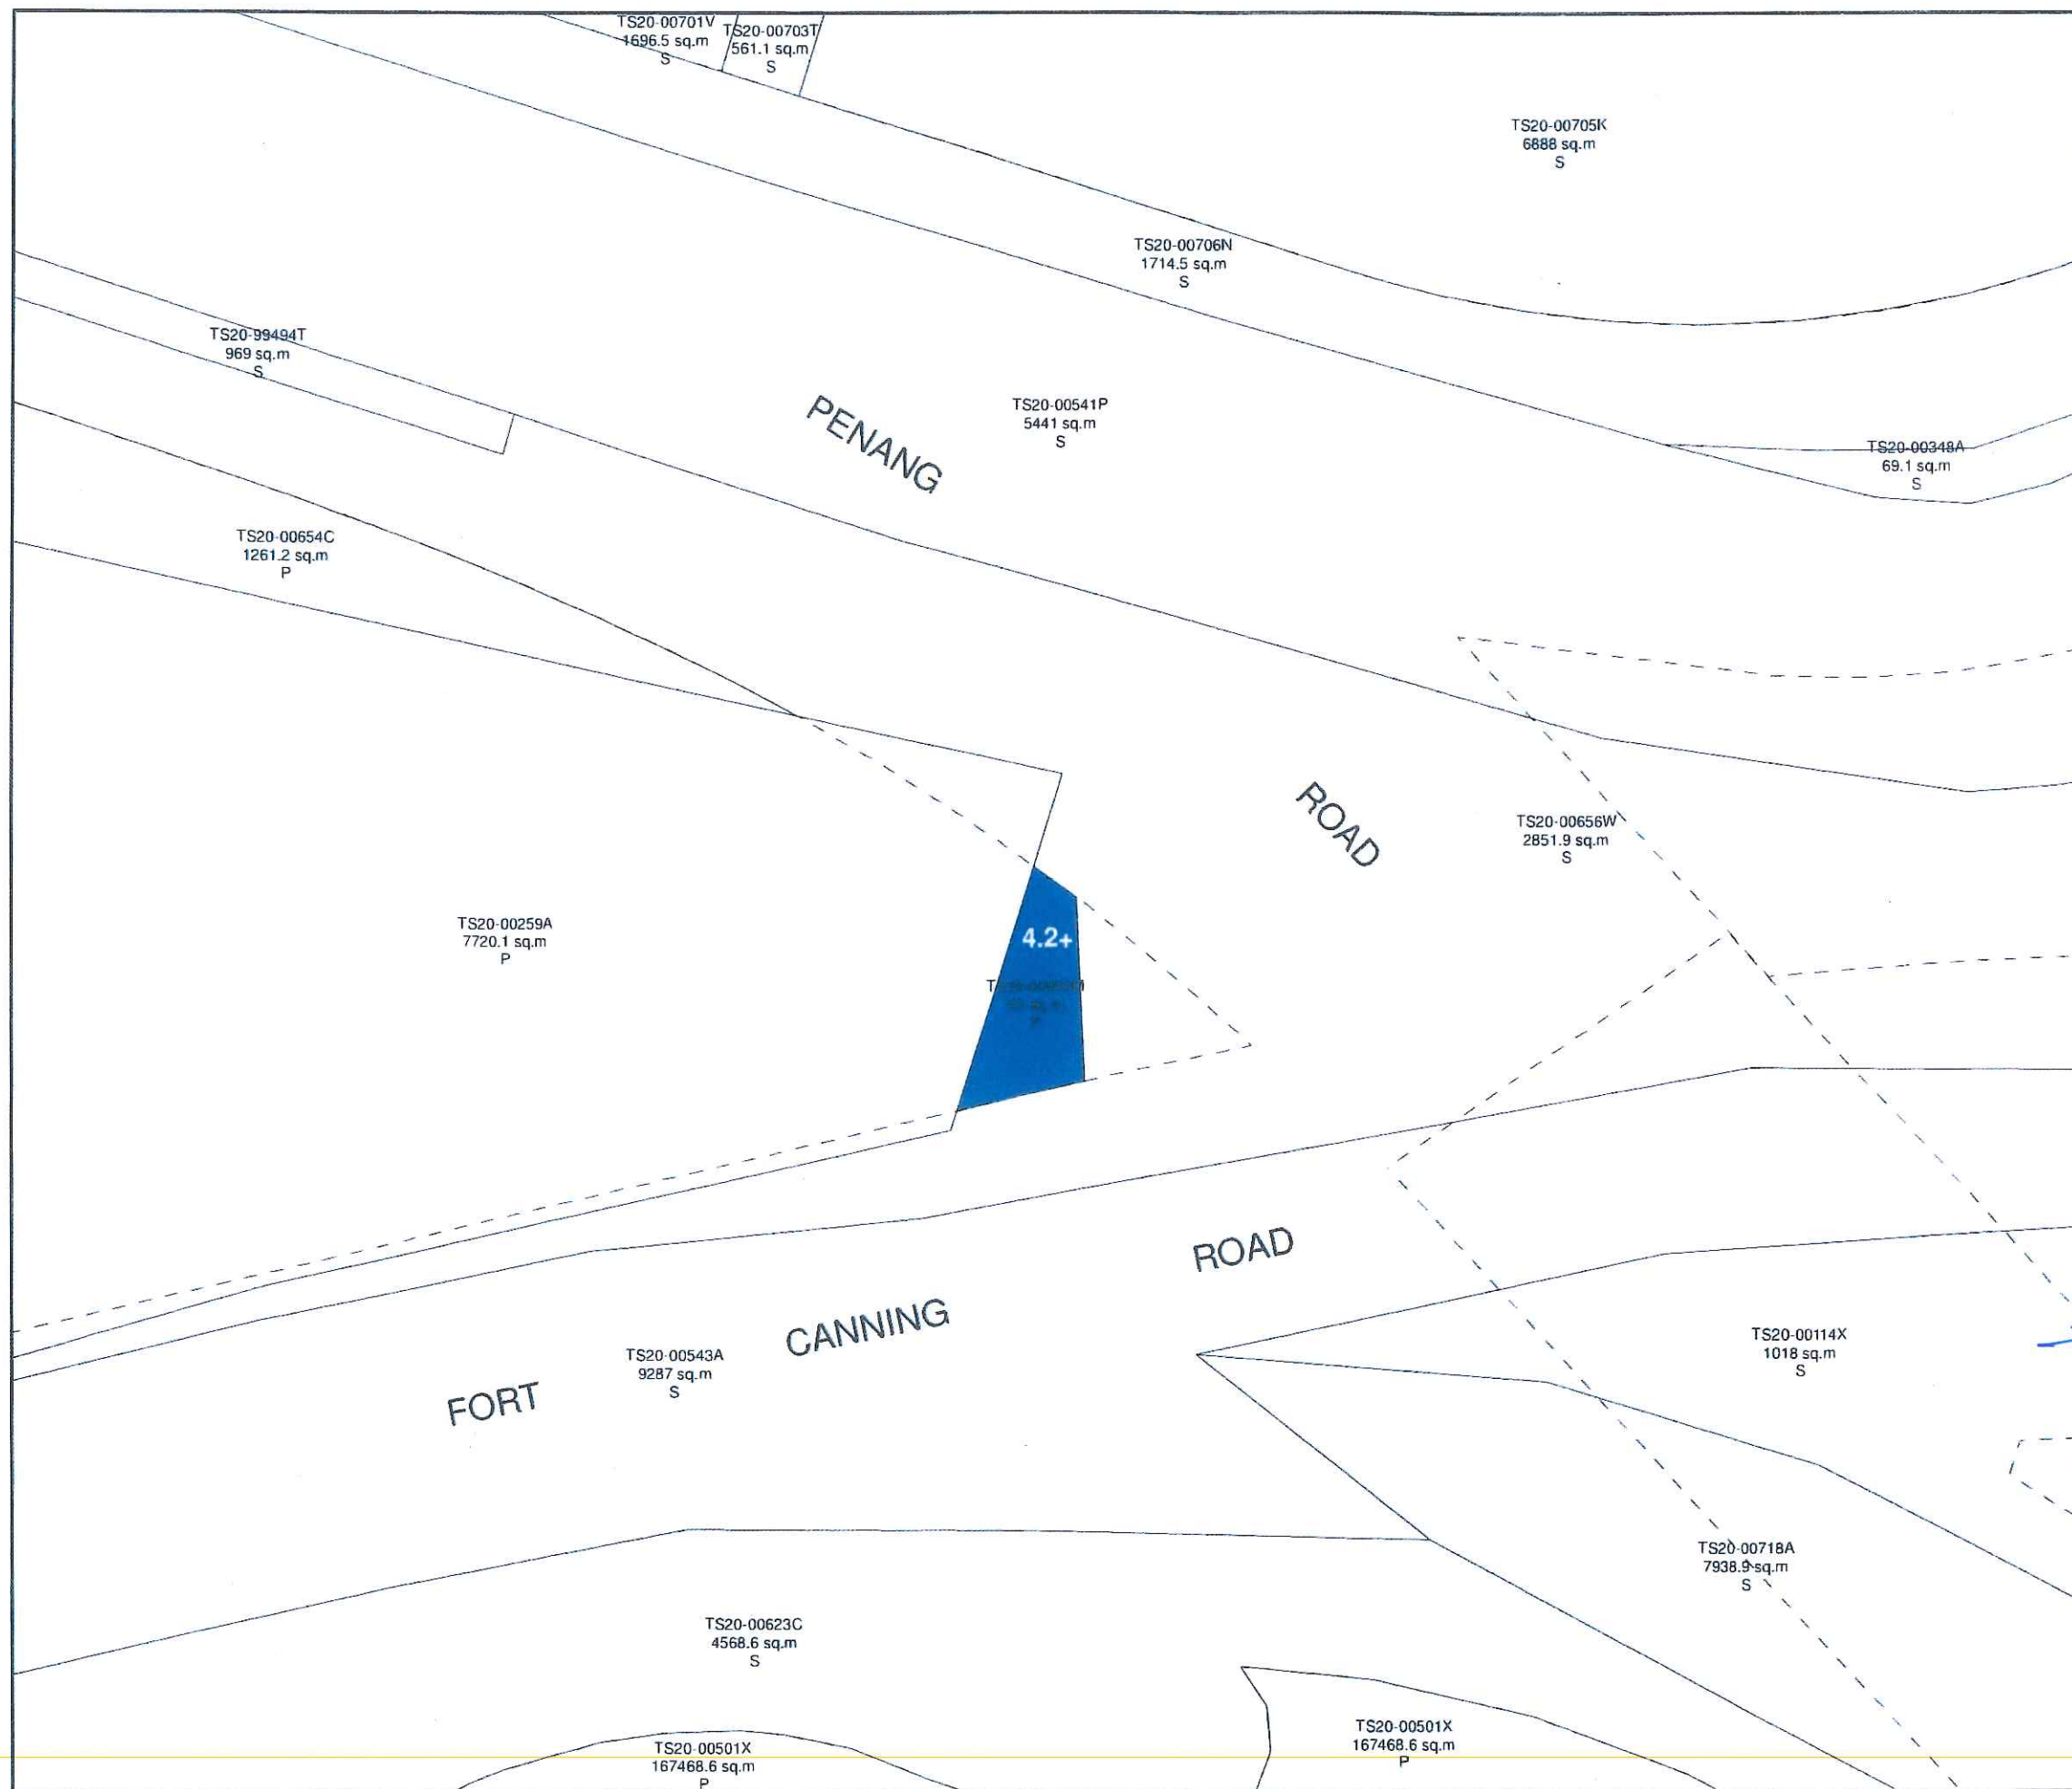 TS20-00701V
1696.5 sq.m
S
TS20-00703T
561.1 sq.m
S
TS20-00705K
6888 sq.m
S
TS20-00706N
1714.5 sq.m
S
TS20-99494T
969 sq.m
S
PENANG
TS20-00541P
5441 sq.m
S
TS20-00348A
69.1 sq.m
S
TS20-00654C
1261.2 sq.m
P
ROAD
TS20-00656W
2851.9 sq.m
S
TS20-00259A
7720.1 sq.m
P
4.2+
P
ROAD
CANNING
FORT
TS20-00543A
9287 sq.m
S
TS20-00114X
1018 sq.m
S
TS20-00718A
7938.9 sq.m
S
TS20-00623C
4568.6 sq.m
S
TS20-00501X
167468.6 sq.m
P
TS20-00501X
167468.6 sq.m
P